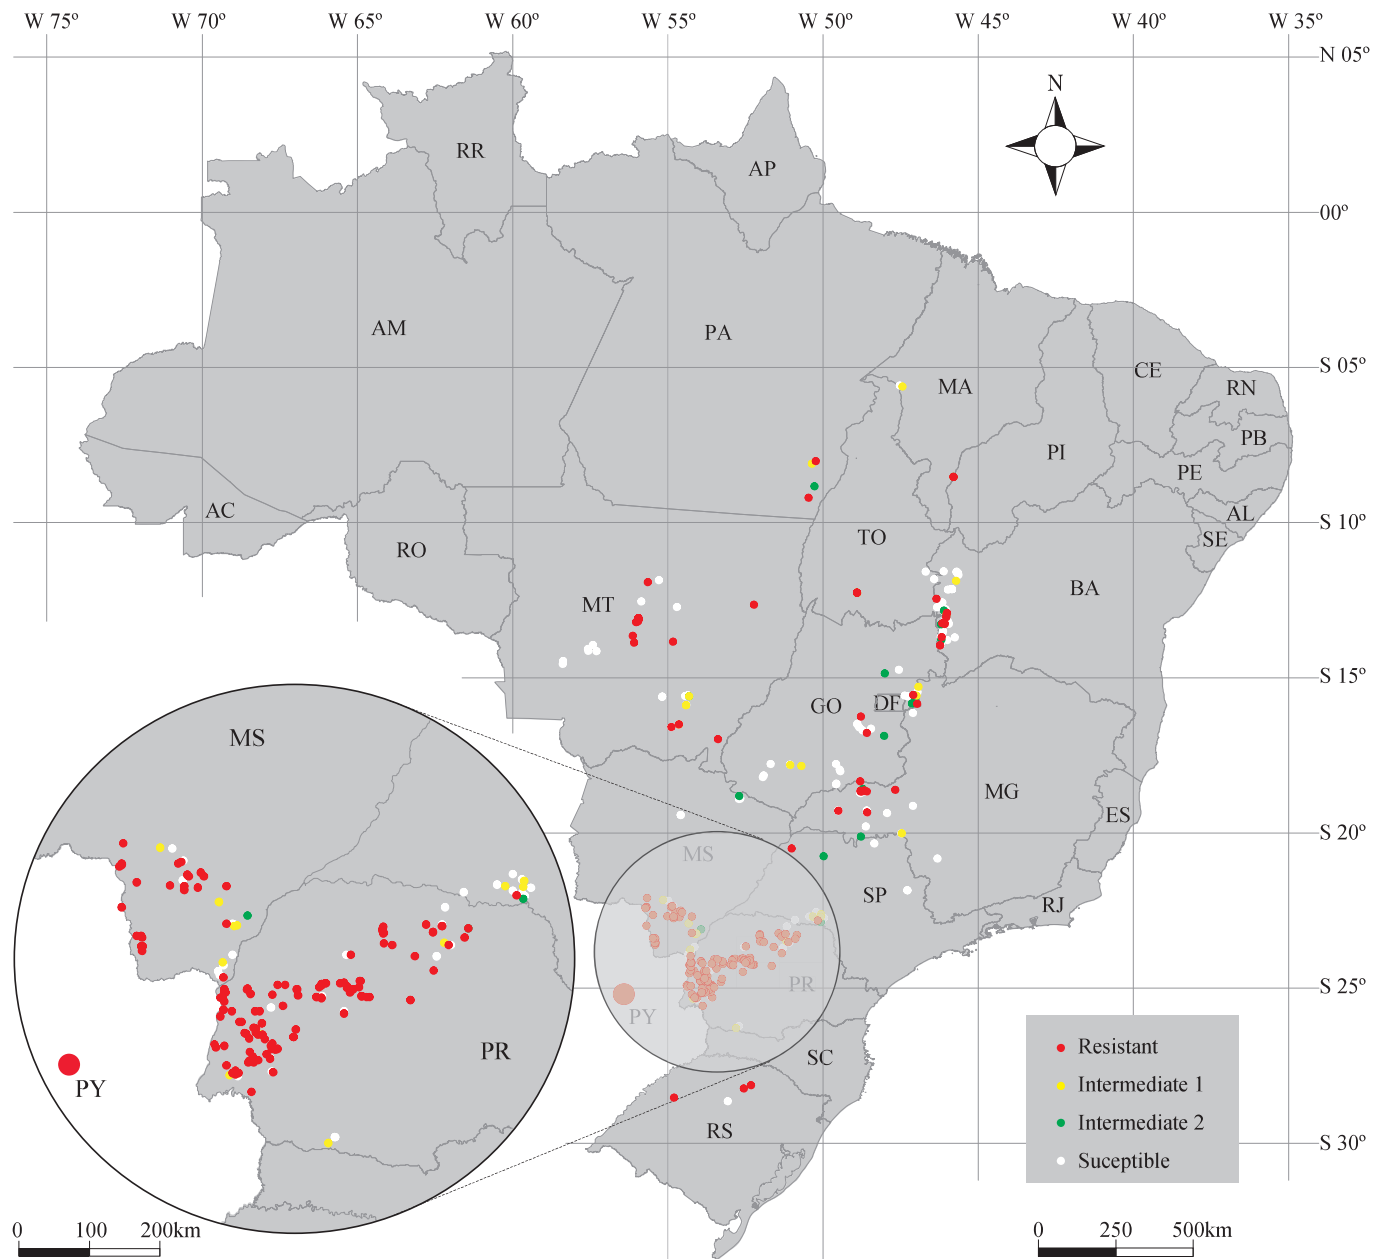 W 75º W 70º W 65º W 60º W 55º W 50º W 45º W 40º W 35º
N 05º
N
RR
AP
00º
AM
PA
S 05º
CE
MA
RN
PB
PI
PE
AC
AL
S 10º
TO
SE
RO
BA
MT
S 15º
GO
DF
MS
MG
ES
S 20º
MS
SP
RJ
PR
S 25º
PY
PR
SC
Resistant
PY
Intermediate 1
Intermediate 2
RS
S 30º
Suceptible
0 100 200km
0 250 500km